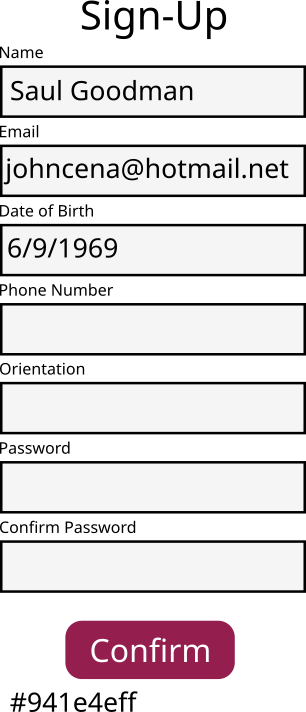 Sign-Up
Name
Saul Goodman
Email
johncena@hotmail.net
Date of Birth
6/9/1969
Phone Number
Orientation
Password
Confirm Password
Confirm
#941e4eff